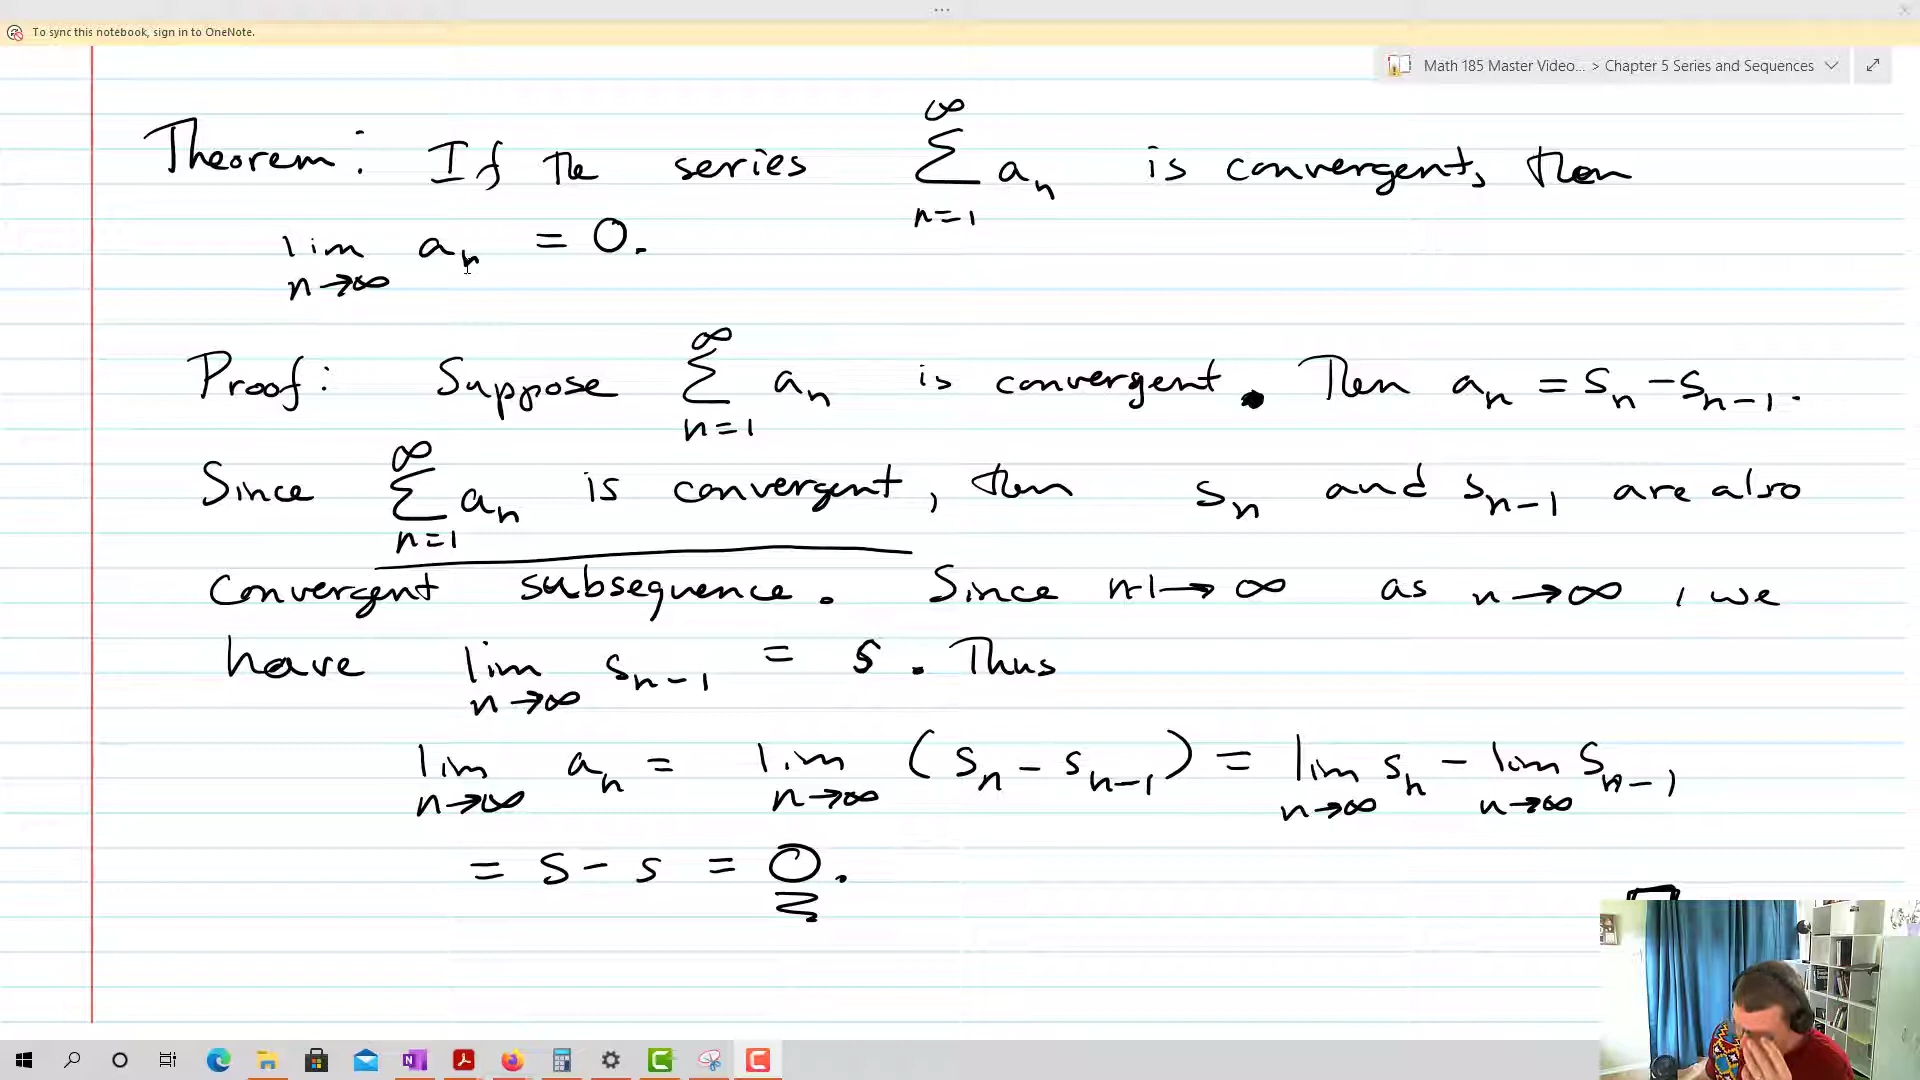 To sync this notebook, sign in to OneNote.
Math 185 Master Video... > Chapter 5 Series and Sequences
Theorem: If the series ∑_{n=1}^{∞} a_n is convergent, then
lim_{n→∞} a_n = 0.
Proof: Suppose ∑_{n=1}^{∞} a_n is convergent. Then a_n = S_n - S_{n-1}.
Since ∑_{n=1}^{∞} a_n is convergent, then s_n and s_{n-1} are also
convergent subsequence. Since n-1→∞ as n→∞, we
have lim_{n→∞} s_{n-1} = s. Thus
lim_{n→∞} a_n = lim_{n→∞} (s_n - s_{n-1}) = lim_{n→∞} s_n - lim_{n→∞} s_{n-1}
= s - s = 0.